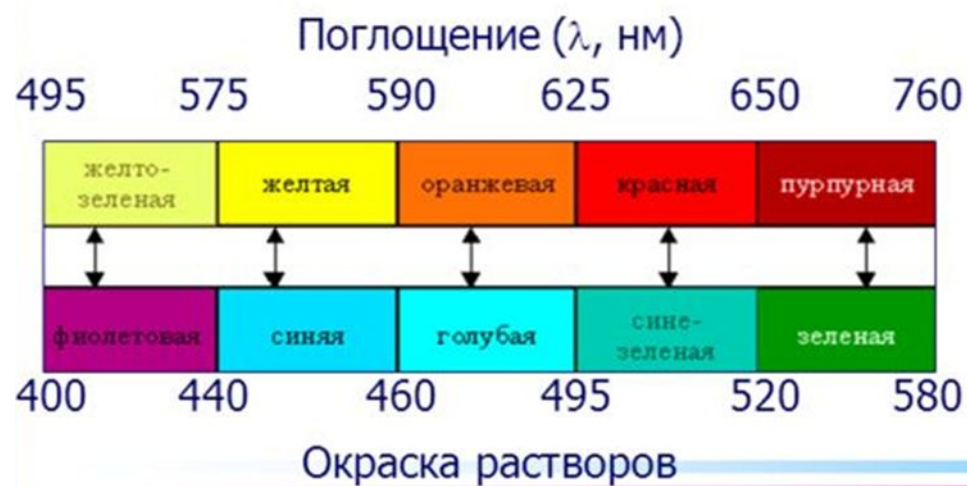 Поглощение (λ, нм)
495 575 590 625 650 760
желто-
зеленая
желтая
оранжевая
красная
пурпурная
фиолетовая
синяя
голубая
сине-
зеленая
зеленая
400 440 460 495 520 580
Окраска растворов